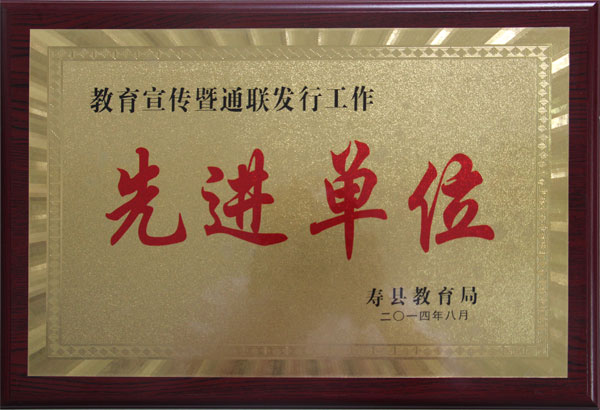 教育宣传暨通联发行工作
先进单位
寿县教育局
二〇一四年八月